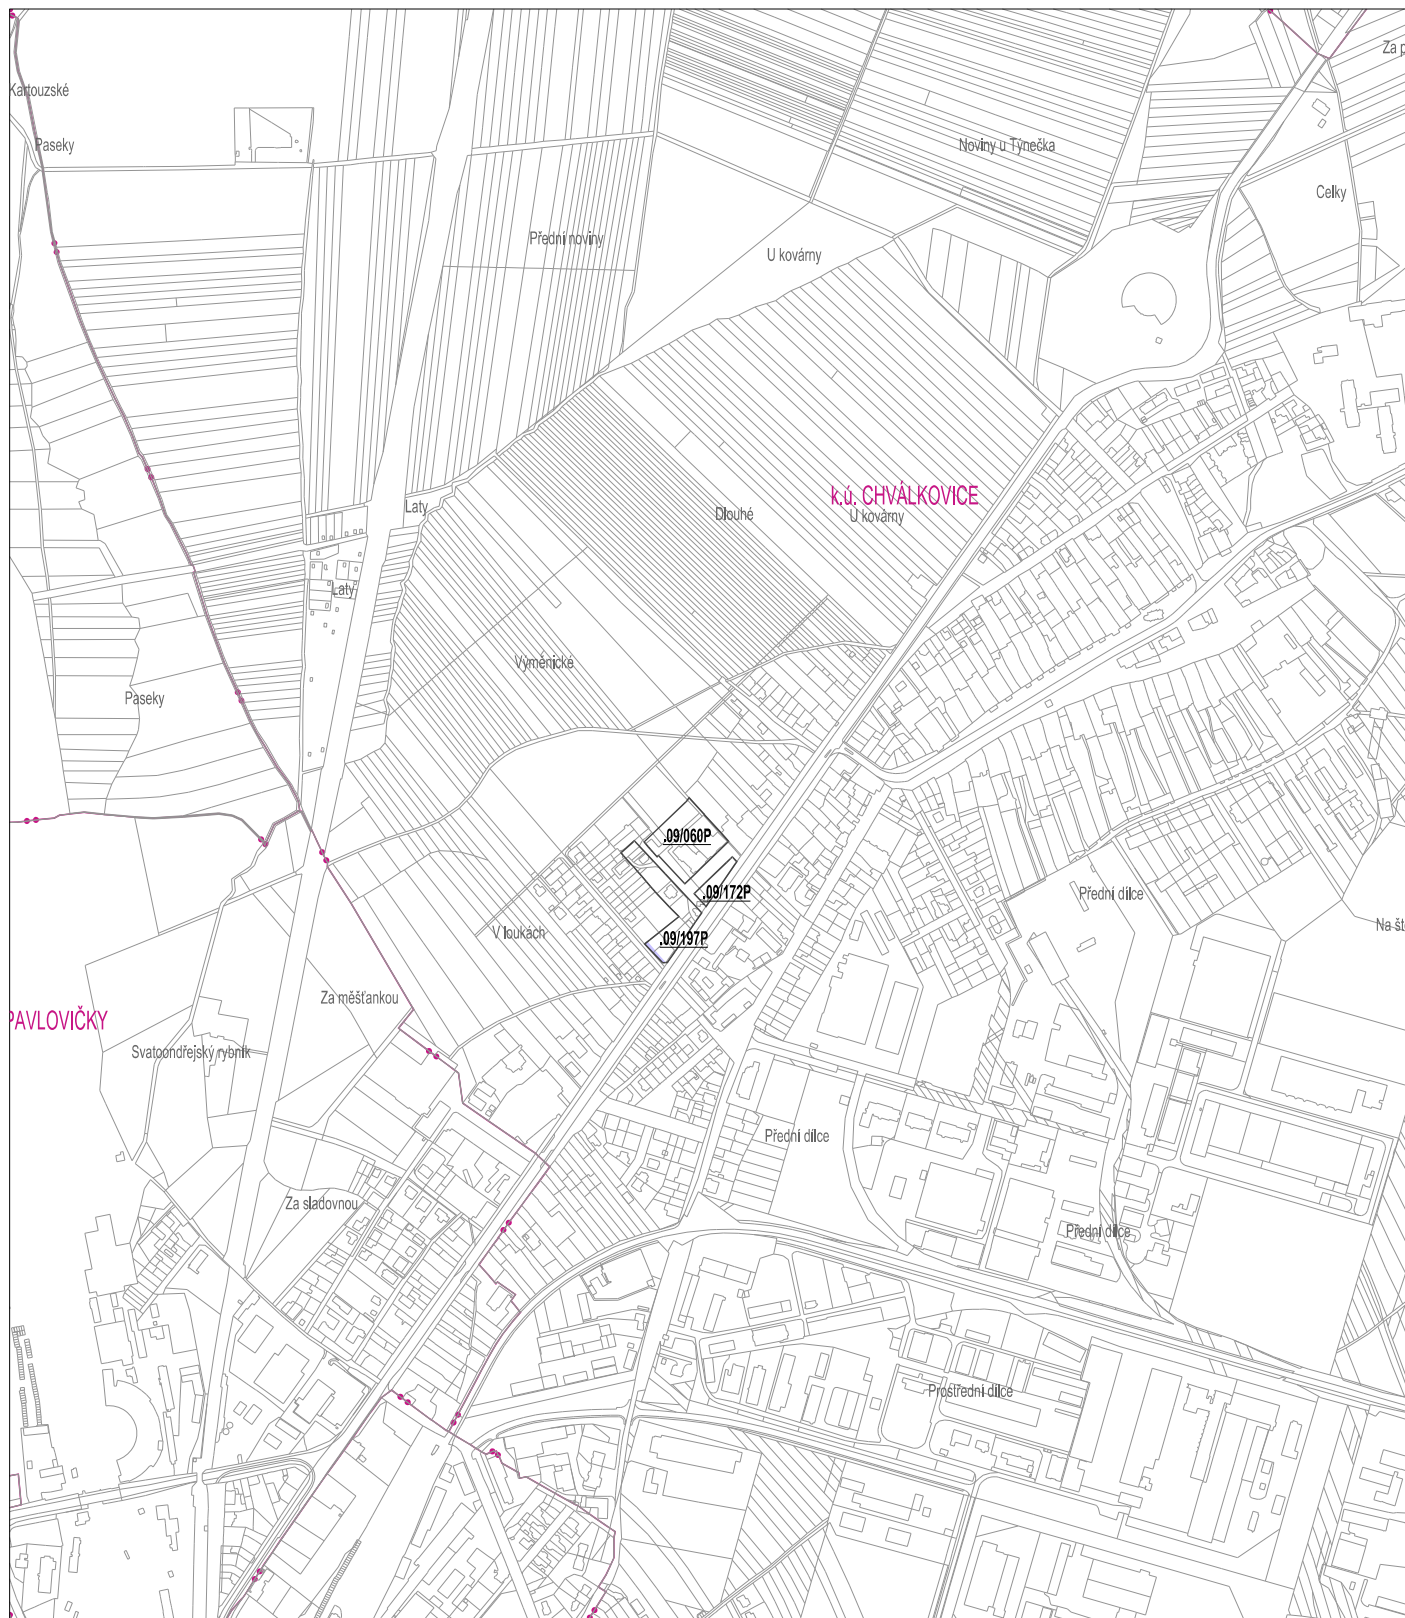 Za p
Kartouzské
Paseky
Noviny u Týnečka
Celky
Přední noviny
U kovárny
k.ú. CHVÁLKOVICE
Laty
Dlouhé
U kovárny
Laty
Výměnické
Paseky
.09/060P
.09/172P
Přední dílce
Na što
V loukách
.09/197P
Za měšťankou
PAVLOVIČKY
Svatoondřejský rybník
Přední dílce
Za sladovnou
Přední dílce
Prostřední dílce